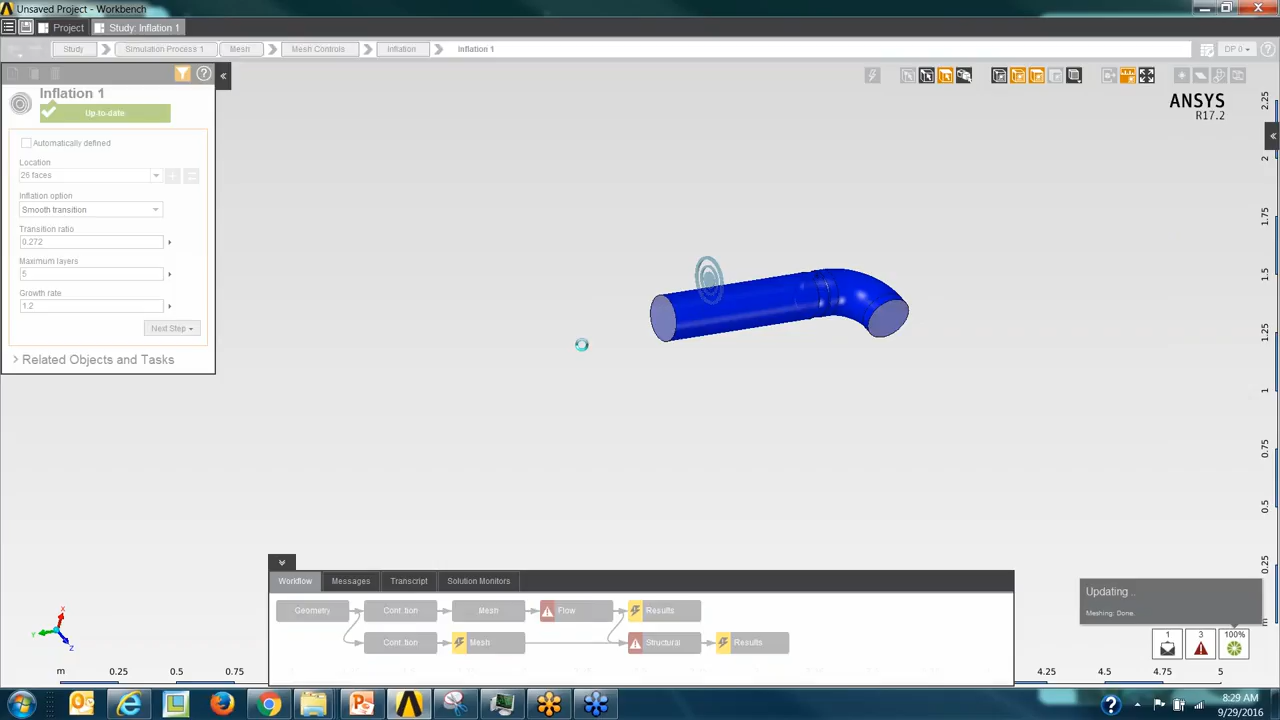 Unsaved Project - Workbench
Project
Study: Inflation 1
Study
Simulation Process 1
Mesh
Mesh Controls
Inflation
Inflation 1
DP 0
Inflation 1
Up-to-date
Automatically defined
Location
26 faces
Inflation option
Smooth transition
Transition ratio
0.272
Maximum layers
5
Growth rate
1.2
Next Step
Related Objects and Tasks
ANSYS
R17.2
2.25
2
1.75
1.5
1.25
1
0.75
0.5
0.25
X
Y
Z
Workflow
Messages
Transcript
Solution Monitors
Geometry
Cont...tion
Mesh
Flow
Results
Cont...tion
Mesh
Structural
Results
Updating...
Meshing: Done.
1
3
100%
m
0.25
0.5
0.75
4.25
4.5
4.75
5
8:29 AM
9/29/2016